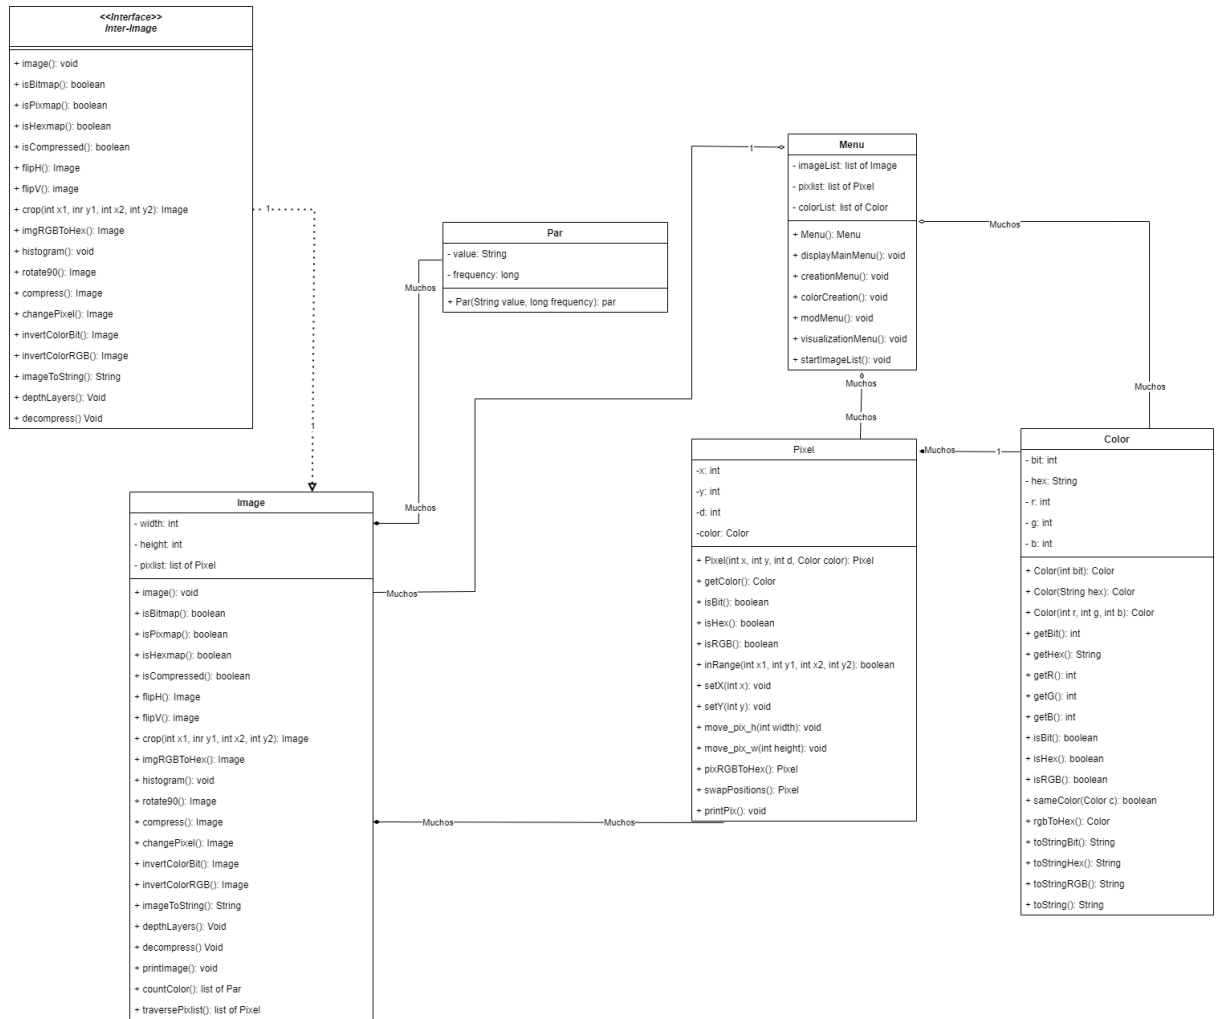 <<Interface>>
Inter-Image
+ image(): void
+ isBitmap(): boolean
+ isPixmap(): boolean
+ isHexmap(): boolean
+ isCompressed(): boolean
+ flipH(): Image
+ flipV(): image
+ crop(int x1, inr y1, int x2, int y2): Image
+ imgRGBToHex(): Image
+ histogram(): void
+ rotate90(): Image
+ compress(): Image
+ changePixel(): Image
+ invertColorBit(): Image
+ invertColorRGB(): Image
+ imageToString(): String
+ depthLayers(): Void
+ decompress() Void
1
1
Par
- value: String
- frequency: long
+ Par(String value, long frequency): par
Muchos
Muchos
Menu
- imageList: list of Image
- pixlist: list of Pixel
- colorList: list of Color
+ Menu(): Menu
+ displayMainMenu(): void
+ creationMenu(): void
+ colorCreation(): void
+ modMenu(): void
+ visualizationMenu(): void
+ startImageList(): void
1
Muchos
Muchos
Muchos
Muchos
Muchos
Image
- width: int
- height: int
- pixlist: list of Pixel
+ image(): void
+ isBitmap(): boolean
+ isPixmap(): boolean
+ isHexmap(): boolean
+ isCompressed(): boolean
+ flipH(): Image
+ flipV(): image
+ crop(int x1, inr y1, int x2, int y2): Image
+ imgRGBToHex(): Image
+ histogram(): void
+ rotate90(): Image
+ compress(): Image
+ changePixel(): Image
+ invertColorBit(): Image
+ invertColorRGB(): Image
+ imageToString(): String
+ depthLayers(): Void
+ decompress() Void
+ printImage(): void
+ countColor(): list of Par
+ traversePixlist(): list of Pixel
Muchos
Muchos
Pixel
-x: int
-y: int
-d: int
-color: Color
+ Pixel(int x, int y, int d, Color color): Pixel
+ getColor(): Color
+ isBit(): boolean
+ isHex(): boolean
+ isRGB(): boolean
+ inRange(int x1, int y1, int x2, int y2): boolean
+ setX(int x): void
+ setY(int y): void
+ move_pix_h(int width): void
+ move_pix_w(int height): void
+ pixRGBToHex(): Pixel
+ swapPositions(): Pixel
+ printPix(): void
Muchos
1
Color
- bit: int
- hex: String
- r: int
- g: int
- b: int
+ Color(int bit): Color
+ Color(String hex): Color
+ Color(int r, int g, int b): Color
+ getBit(): int
+ getHex(): String
+ getR(): int
+ getG(): int
+ getB(): int
+ isBit(): boolean
+ isHex(): boolean
+ isRGB(): boolean
+ sameColor(Color c): boolean
+ rgbToHex(): Color
+ toStringBit(): String
+ toStringHex(): String
+ toStringRGB(): String
+ toString(): String